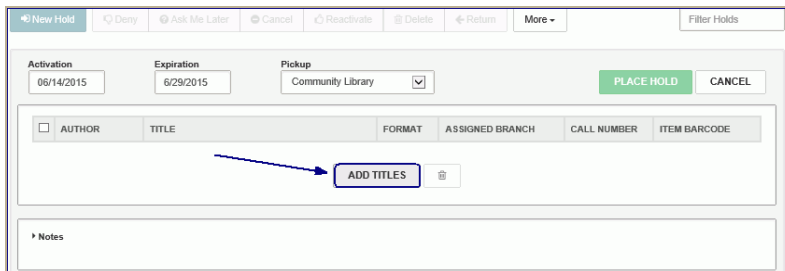 New Hold Deny Ask Me Later Cancel Reactivate Delete Return More Filter Holds
Activation Expiration Pickup
06/14/2015 6/29/2015 Community Library PLACE HOLD CANCEL
AUTHOR TITLE FORMAT ASSIGNED BRANCH CALL NUMBER ITEM BARCODE
ADD TITLES
Notes